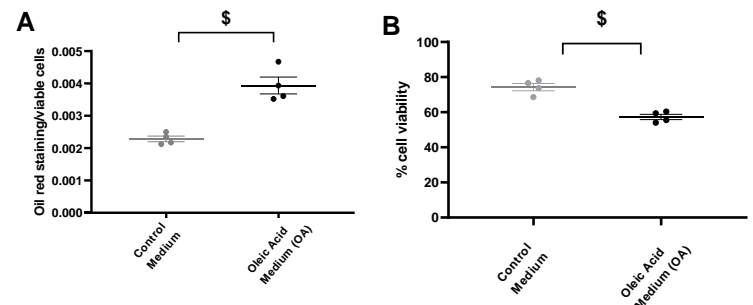 A
$
Oil red staining/viable cells
0.005
0.004
0.003
0.002
0.001
0.000
Control
Medium
Oleic Acid
Medium (OA)
B
$
% cell viability
100
80
60
40
20
0
Control
Medium
Oleic Acid
Medium (OA)